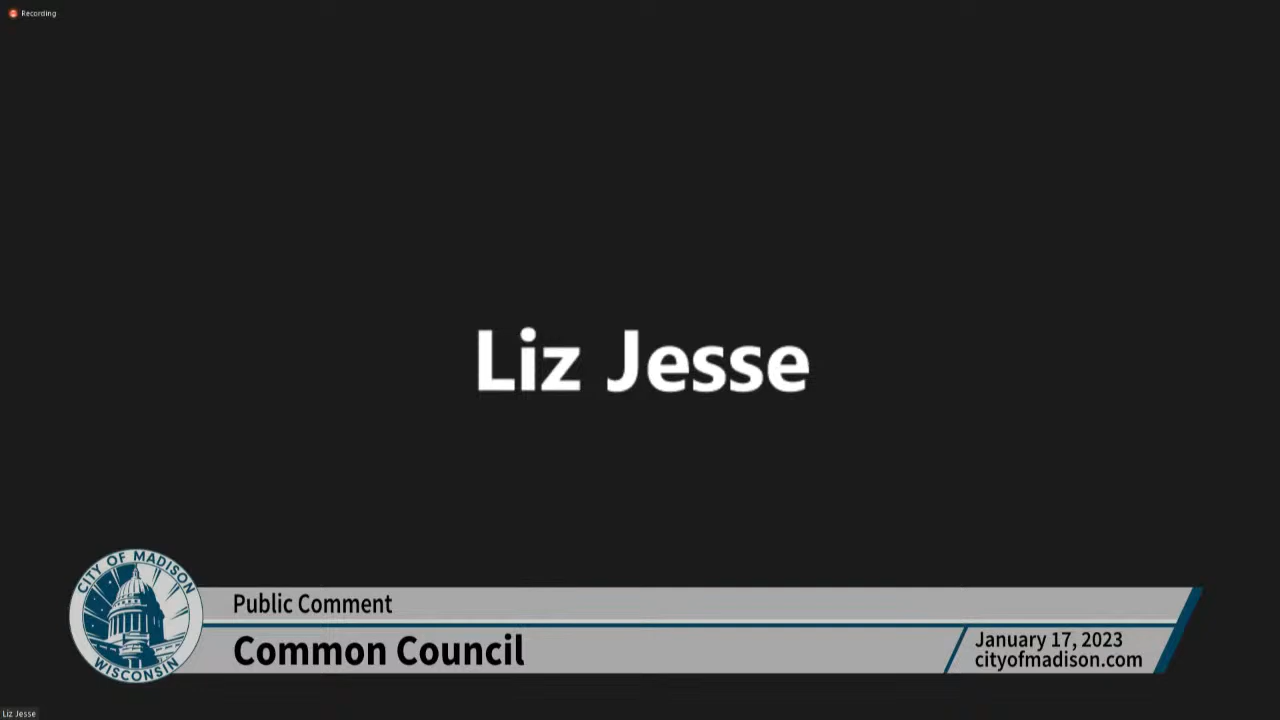 Recording
Liz Jesse
CITY OF MADISON
WISCONSIN
Public Comment
Common Council
January 17, 2023
cityofmadison.com
Liz Jesse